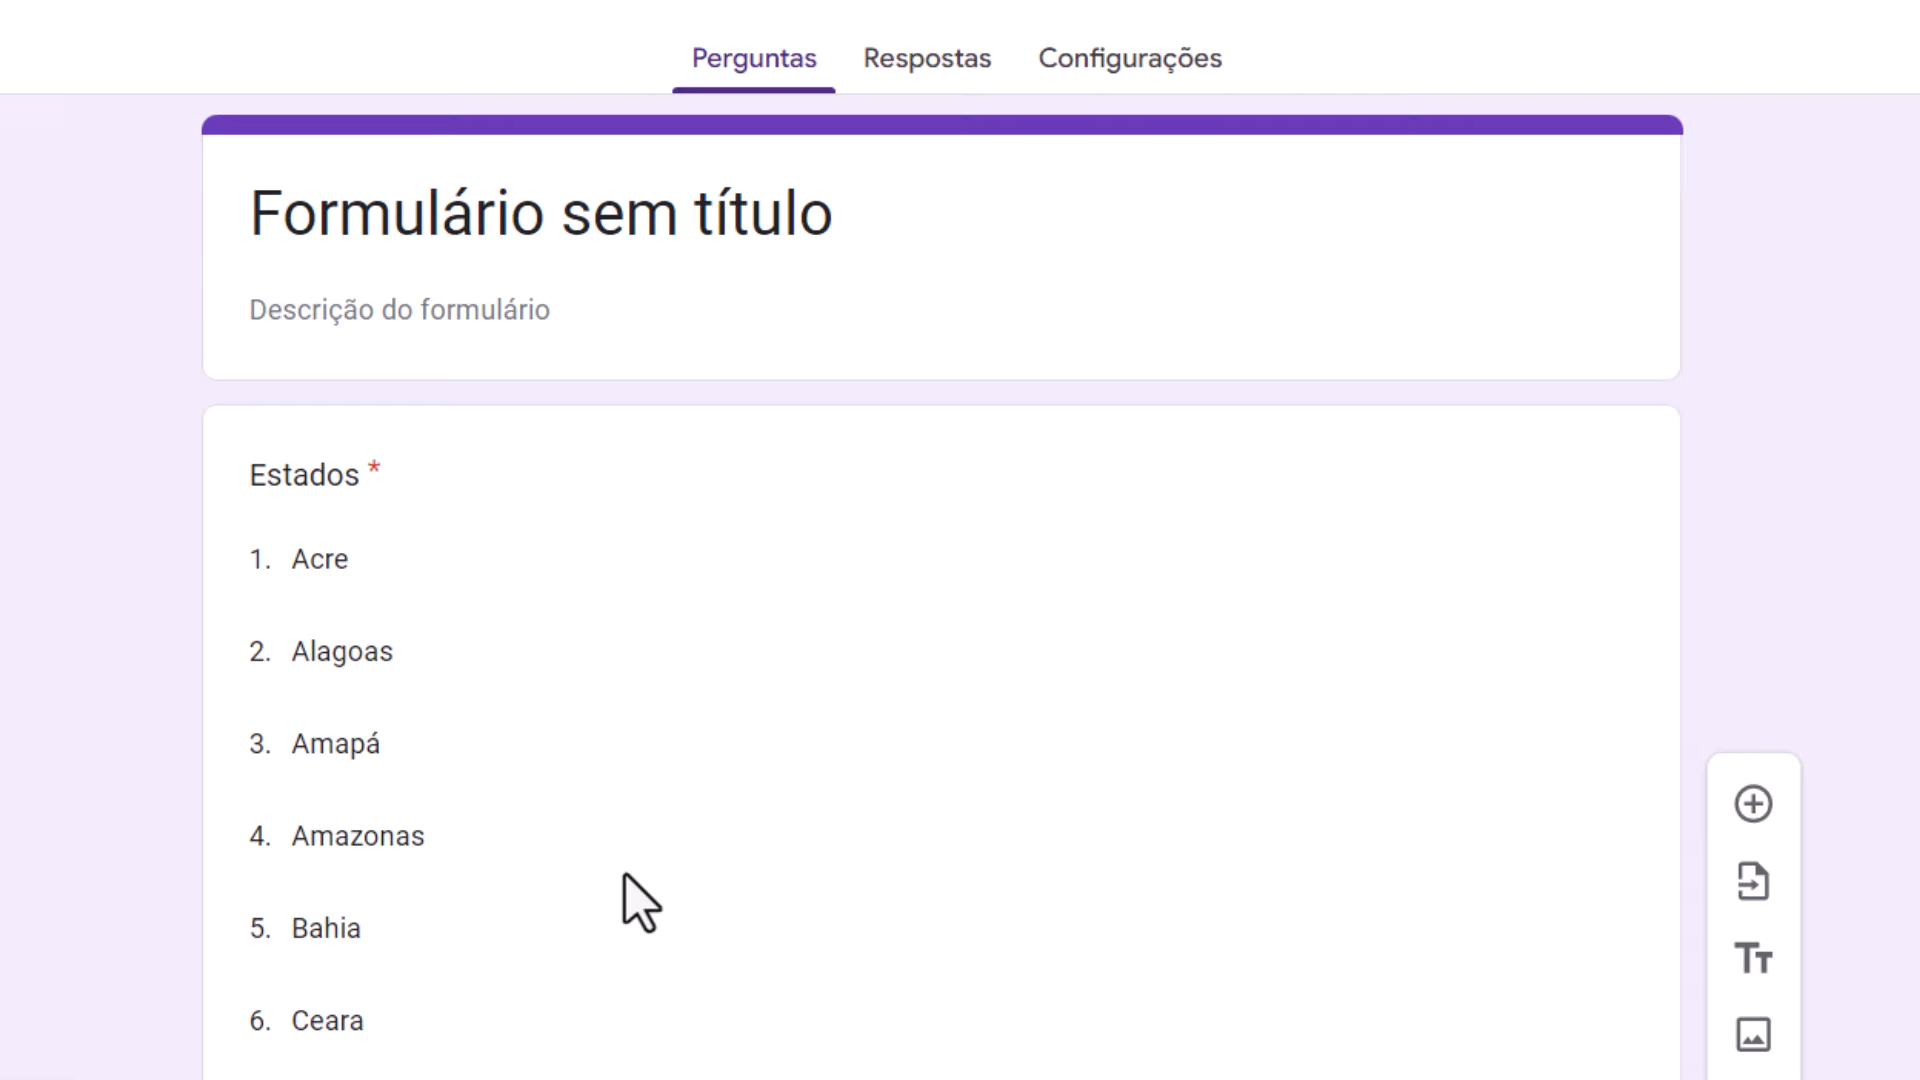 Perguntas Respostas Configurações
Formulário sem título
Descrição do formulário
Estados *
1. Acre
2. Alagoas
3. Amapá
4. Amazonas
5. Bahia
6. Ceara